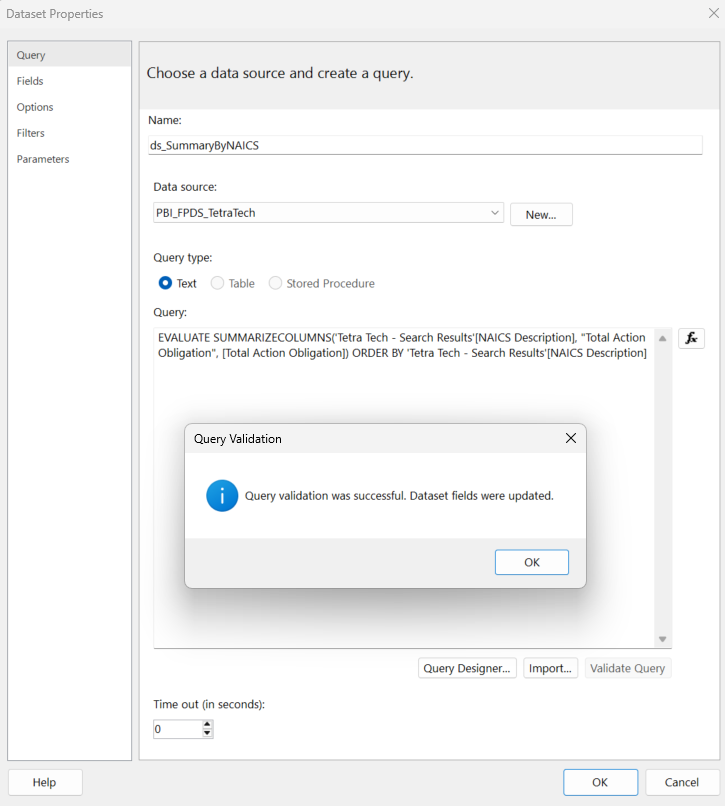 Dataset Properties
Query
Fields
Options
Filters
Parameters
Choose a data source and create a query.
Name:
ds_SummaryByNAICS
Data source:
PBI_FPDS_TetraTech
New...
Query type:
Text
Table
Stored Procedure
Query:
EVALUATE SUMMARIZECOLUMNS('Tetra Tech - Search Results'[NAICS Description], "Total Action
Obligation", [Total Action Obligation]) ORDER BY 'Tetra Tech - Search Results'[NAICS Description]
fx
Query Validation
Query validation was successful. Dataset fields were updated.
OK
Query Designer...
Import...
Validate Query
Time out (in seconds):
0
Help
OK
Cancel